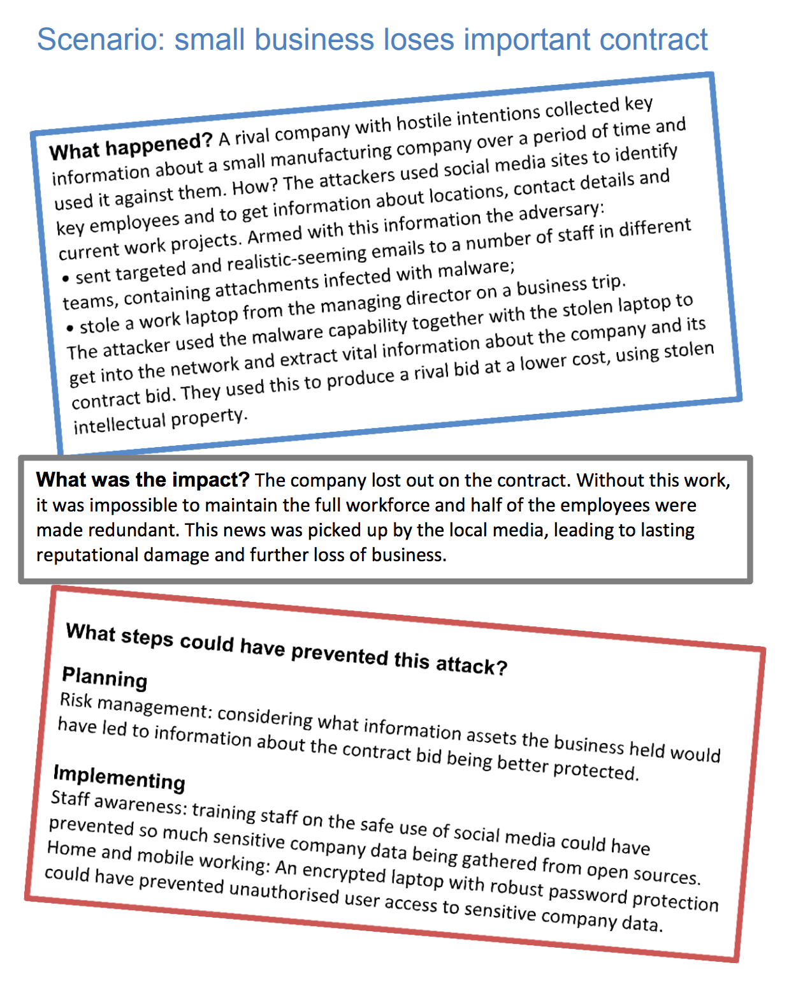 Scenario: small business loses important contract
What happened? A rival company with hostile intentions collected key
information about a small manufacturing company over a period of time and
used it against them. How? The attackers used social media sites to identify
key employees and to get information about locations, contact details and
current work projects. Armed with this information the adversary:
• sent targeted and realistic-seeming emails to a number of staff in different
teams, containing attachments infected with malware;
• stole a work laptop from the managing director on a business trip.
The attacker used the malware capability together with the stolen laptop to
get into the network and extract vital information about the company and its
contract bid. They used this to produce a rival bid at a lower cost, using stolen
intellectual property.
What was the impact? The company lost out on the contract. Without this work,
it was impossible to maintain the full workforce and half of the employees were
made redundant. This news was picked up by the local media, leading to lasting
reputational damage and further loss of business.
What steps could have prevented this attack?
Planning
Risk management: considering what information assets the business held would
have led to information about the contract bid being better protected.
Implementing
Staff awareness: training staff on the safe use of social media could have
prevented so much sensitive company data being gathered from open sources.
Home and mobile working: An encrypted laptop with robust password protection
could have prevented unauthorised user access to sensitive company data.